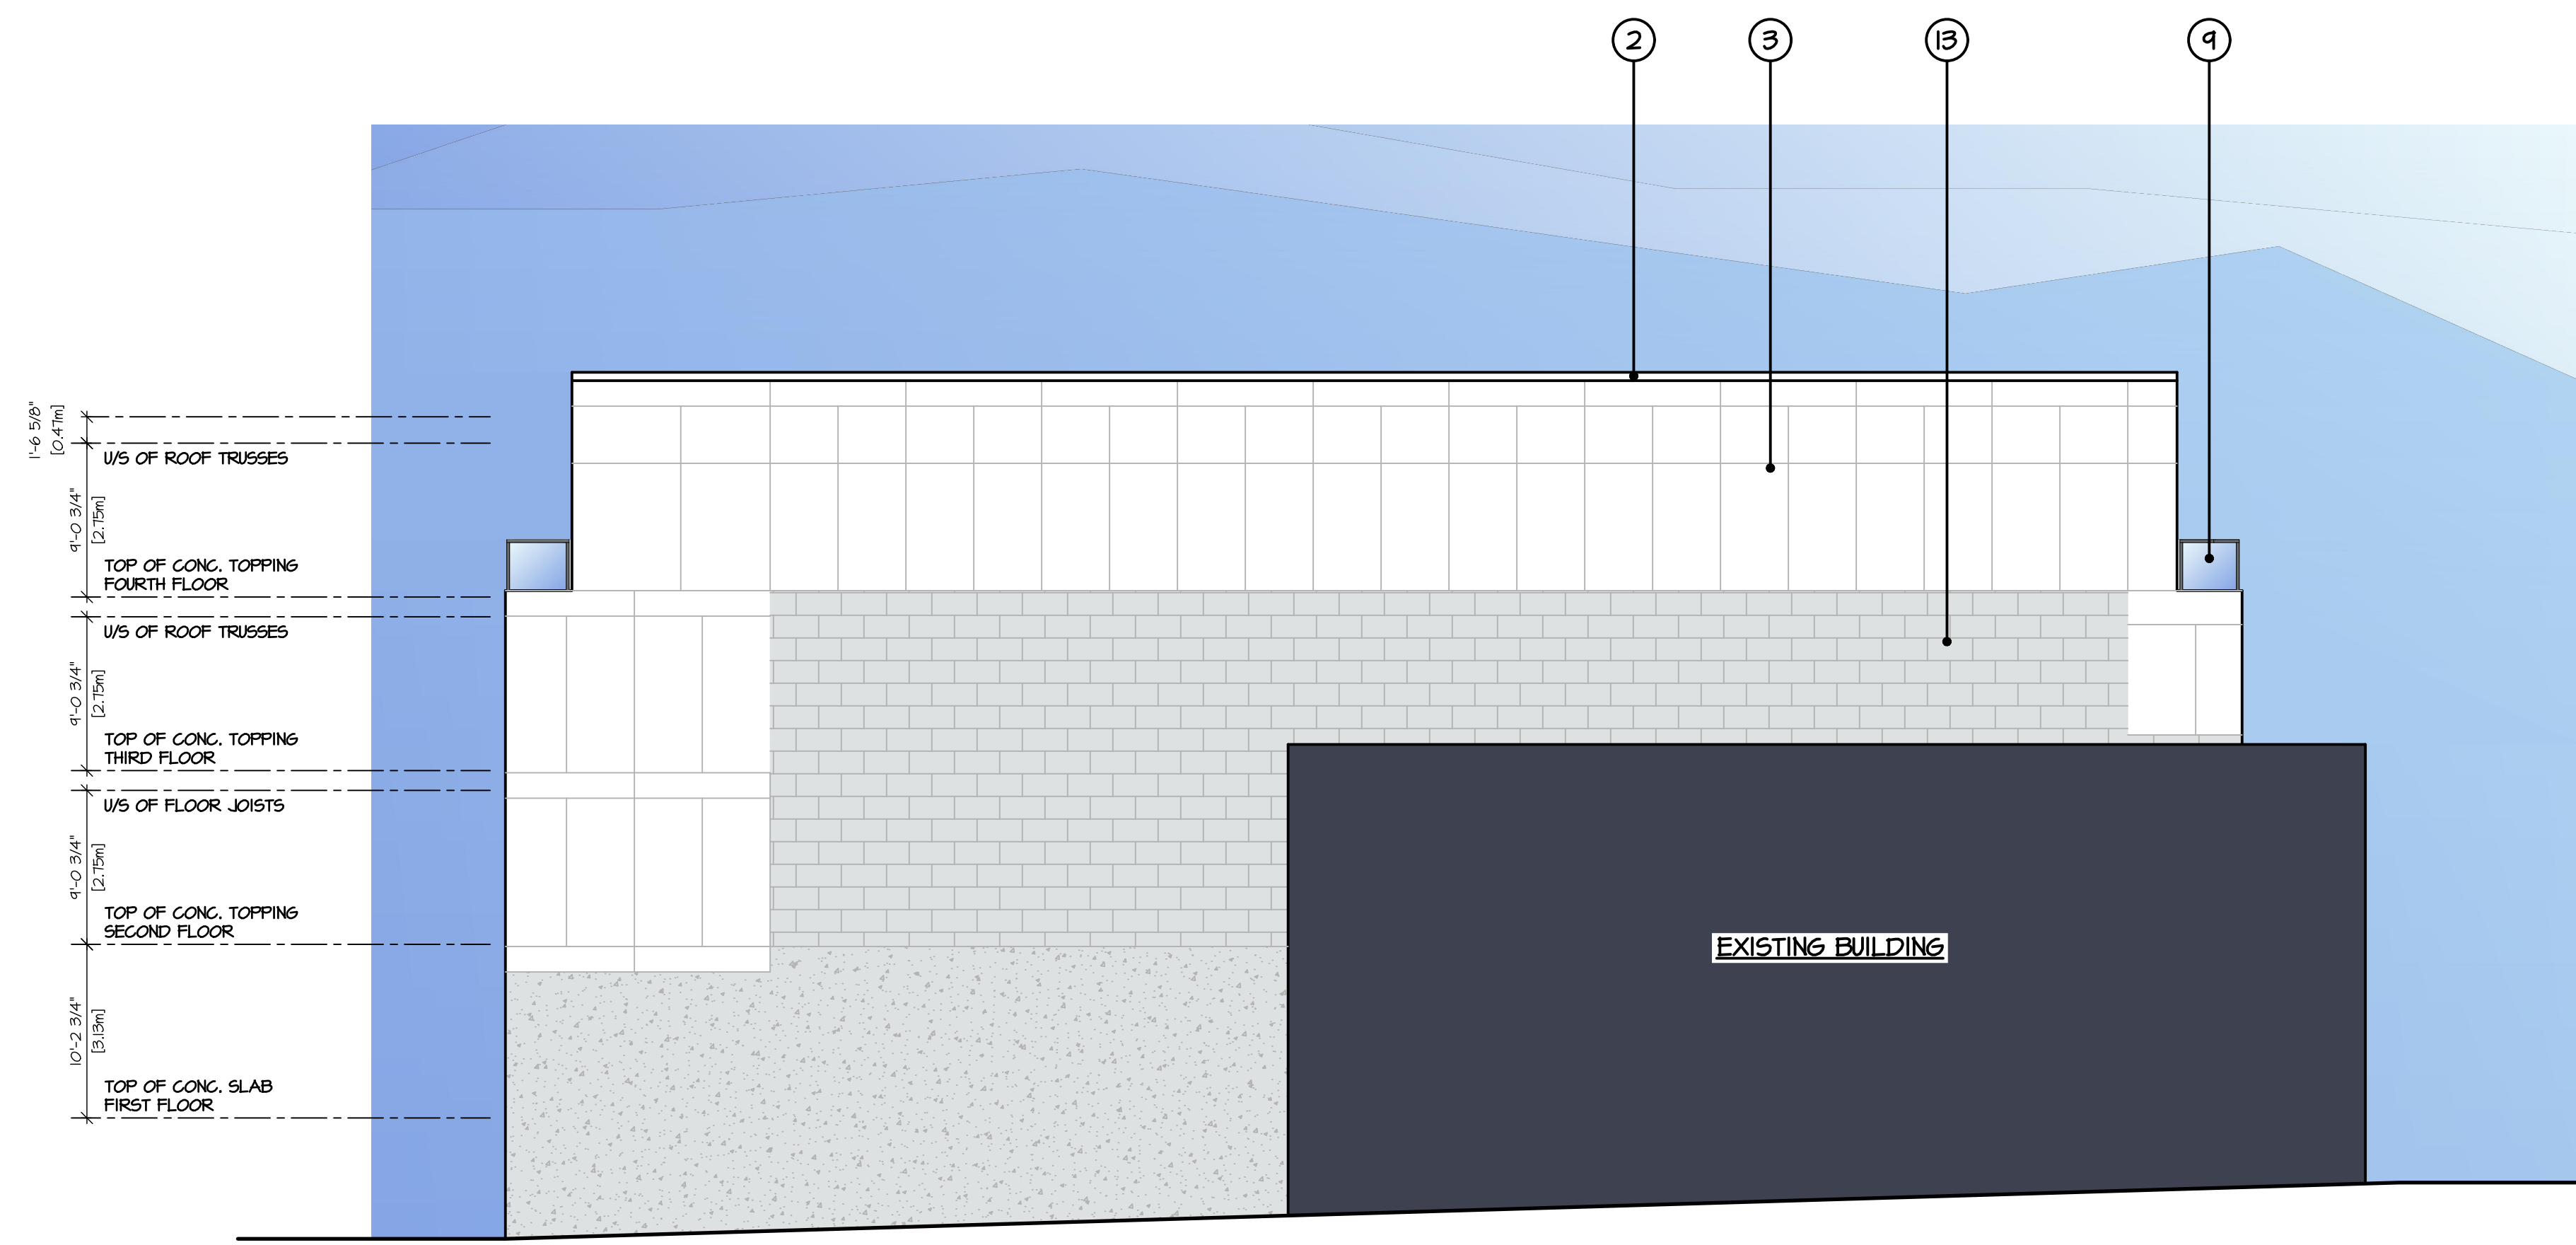 2
3
13
9
1'-6 5/8"
[0.47m]
U/S OF ROOF TRUSSES
9'-0 3/4"
[2.75m]
TOP OF CONC. TOPPING
FOURTH FLOOR
U/S OF ROOF TRUSSES
9'-0 3/4"
[2.75m]
TOP OF CONC. TOPPING
THIRD FLOOR
U/S OF FLOOR JOISTS
9'-0 3/4"
[2.75m]
TOP OF CONC. TOPPING
SECOND FLOOR
EXISTING BUILDING
10'-2 3/4"
[3.13m]
TOP OF CONC. SLAB
FIRST FLOOR